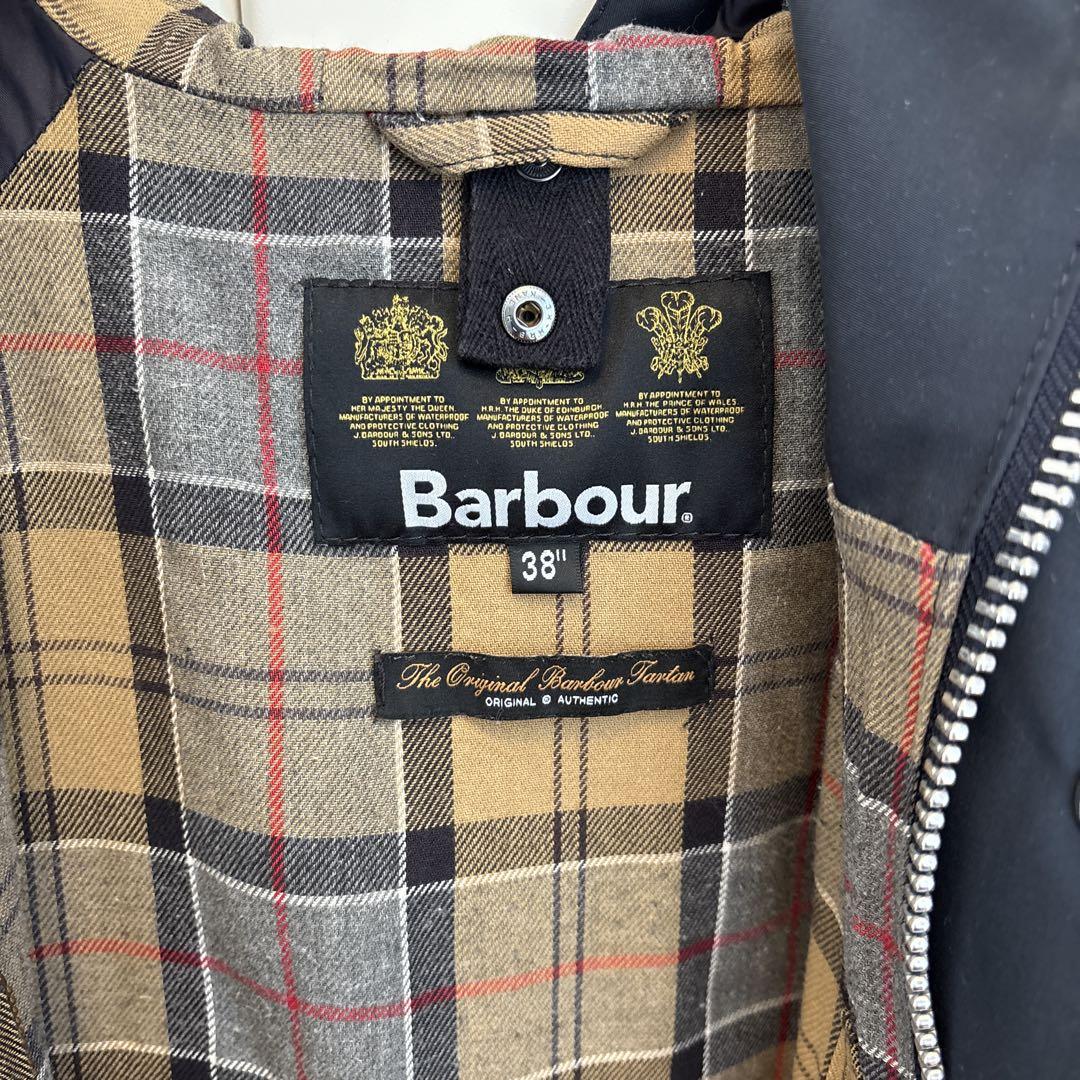 BY APPOINTMENT TO
HER MAJESTY THE QUEEN
MANUFACTURERS OF WATERPROOF
AND PROTECTIVE CLOTHING
J. BARBOUR & SONS LTD.,
SOUTH SHIELDS.
BY APPOINTMENT TO
H.R.H. THE DUKE OF EDINBURGH
MANUFACTURERS OF WATERPROOF
AND PROTECTIVE CLOTHING
J. BARBOUR & SONS LTD.,
SOUTH SHIELDS.
BY APPOINTMENT TO
H.R.H. THE PRINCE OF WALES
MANUFACTURERS OF WATERPROOF
AND PROTECTIVE CLOTHING
J. BARBOUR & SONS LTD.,
SOUTH SHIELDS.
Barbour®
38"
The Original Barbour Tartan
ORIGINAL @ AUTHENTIC